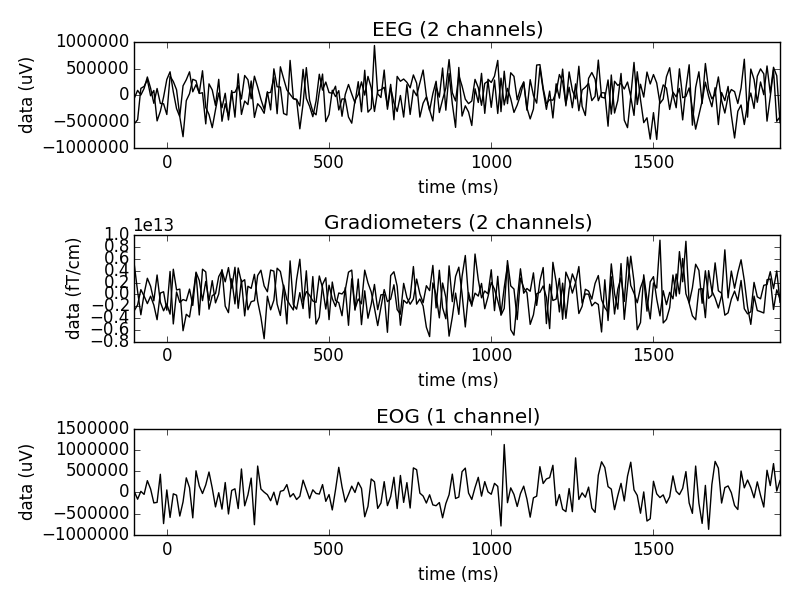 EEG (2 channels)
1000000
500000
0
−500000
−1000000
data (uV)
0 500 1000 1500
time (ms)
1e13
Gradiometers (2 channels)
1.0
0.8
0.6
0.4
0.2
0.0
−0.2
−0.4
−0.6
−0.8
data (fT/cm)
0 500 1000 1500
time (ms)
EOG (1 channel)
1500000
1000000
500000
0
−500000
−1000000
data (uV)
0 500 1000 1500
time (ms)